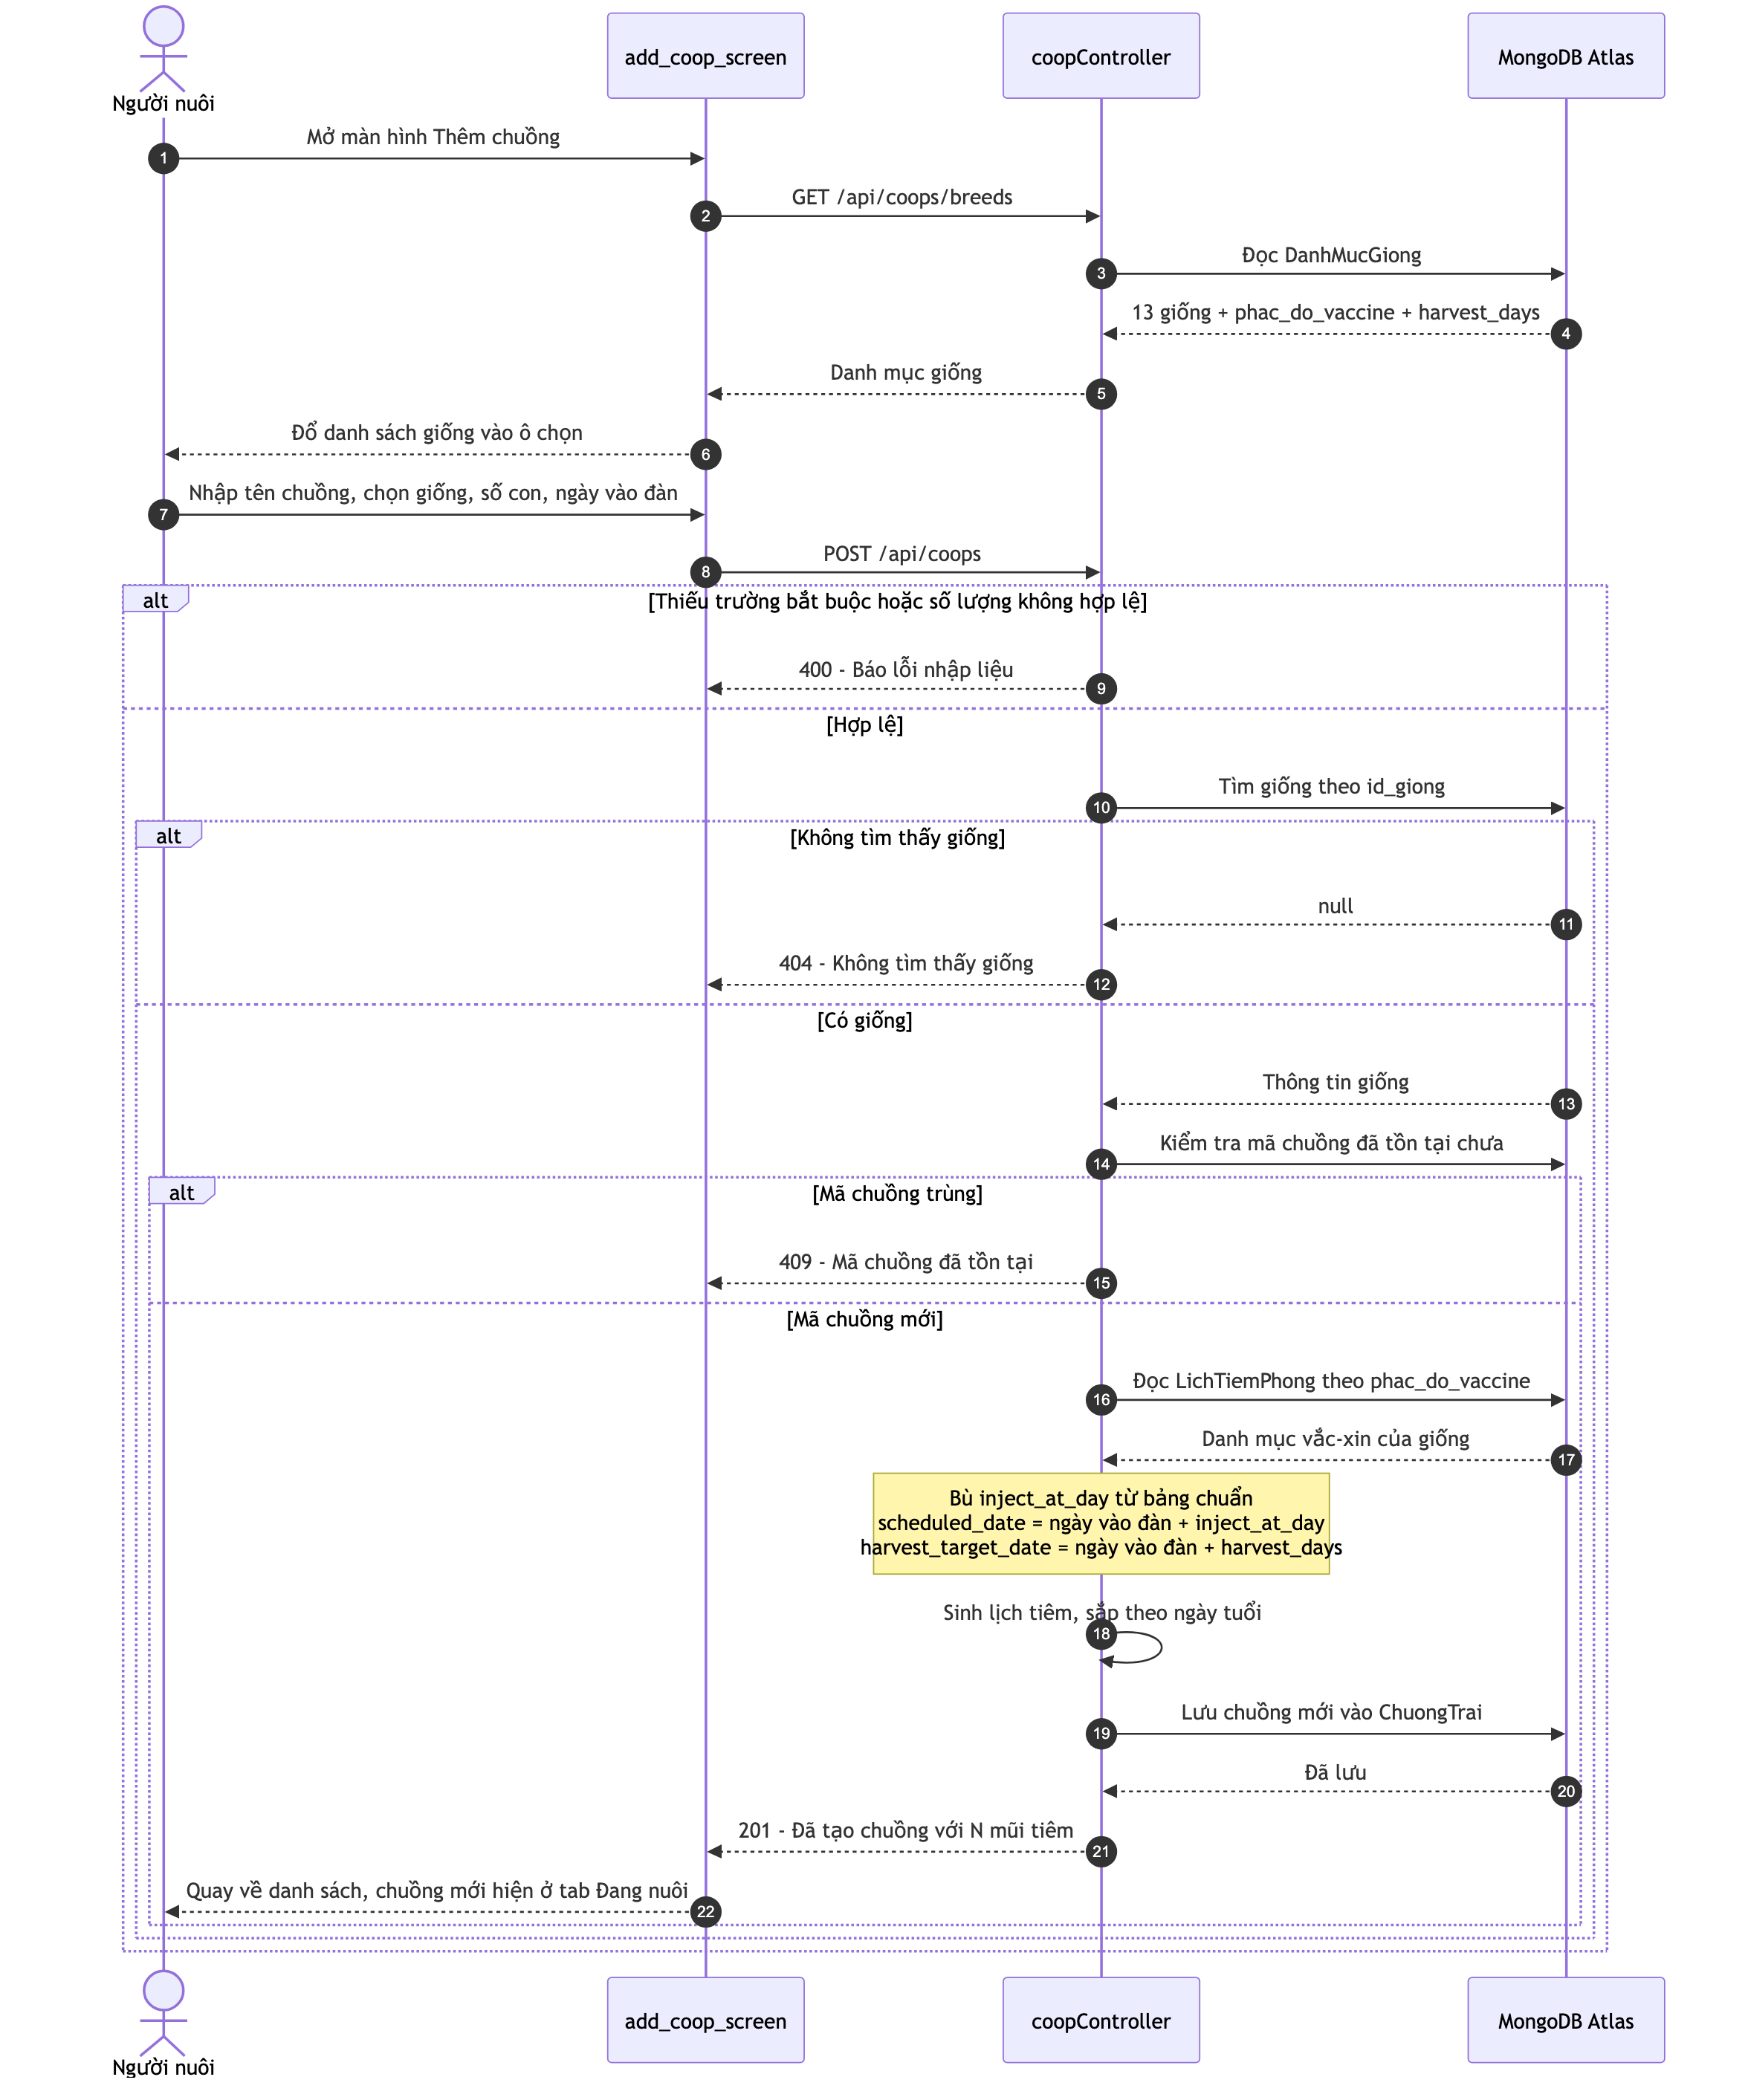 add_coop_screen
coopController
MongoDB Atlas
Người nuôi
Mở màn hình Thêm chuồng
1
GET /api/coops/breeds
2
Đọc DanhMucGiong
3
13 giống + phac_do_vaccine + harvest_days
4
Danh mục giống
5
Đổ danh sách giống vào ô chọn
6
Nhập tên chuồng, chọn giống, số con, ngày vào đàn
7
POST /api/coops
8
alt
[Thiếu trường bắt buộc hoặc số lượng không hợp lệ]
400 - Báo lỗi nhập liệu
9
[Hợp lệ]
Tìm giống theo id_giong
10
alt
[Không tìm thấy giống]
null
11
404 - Không tìm thấy giống
12
[Có giống]
Thông tin giống
13
Kiểm tra mã chuồng đã tồn tại chưa
14
alt
[Mã chuồng trùng]
409 - Mã chuồng đã tồn tại
15
[Mã chuồng mới]
Đọc LichTiemPhong theo phac_do_vaccine
16
Danh mục vắc-xin của giống
17
Bù inject_at_day từ bảng chuẩn
scheduled_date = ngày vào đàn + inject_at_day
harvest_target_date = ngày vào đàn + harvest_days
Sinh lịch tiêm, sắp theo ngày tuổi
18
Lưu chuồng mới vào ChuongTrai
19
Đã lưu
20
201 - Đã tạo chuồng với N mũi tiêm
21
Quay về danh sách, chuồng mới hiện ở tab Đang nuôi
22
add_coop_screen
coopController
MongoDB Atlas
Người nuôi